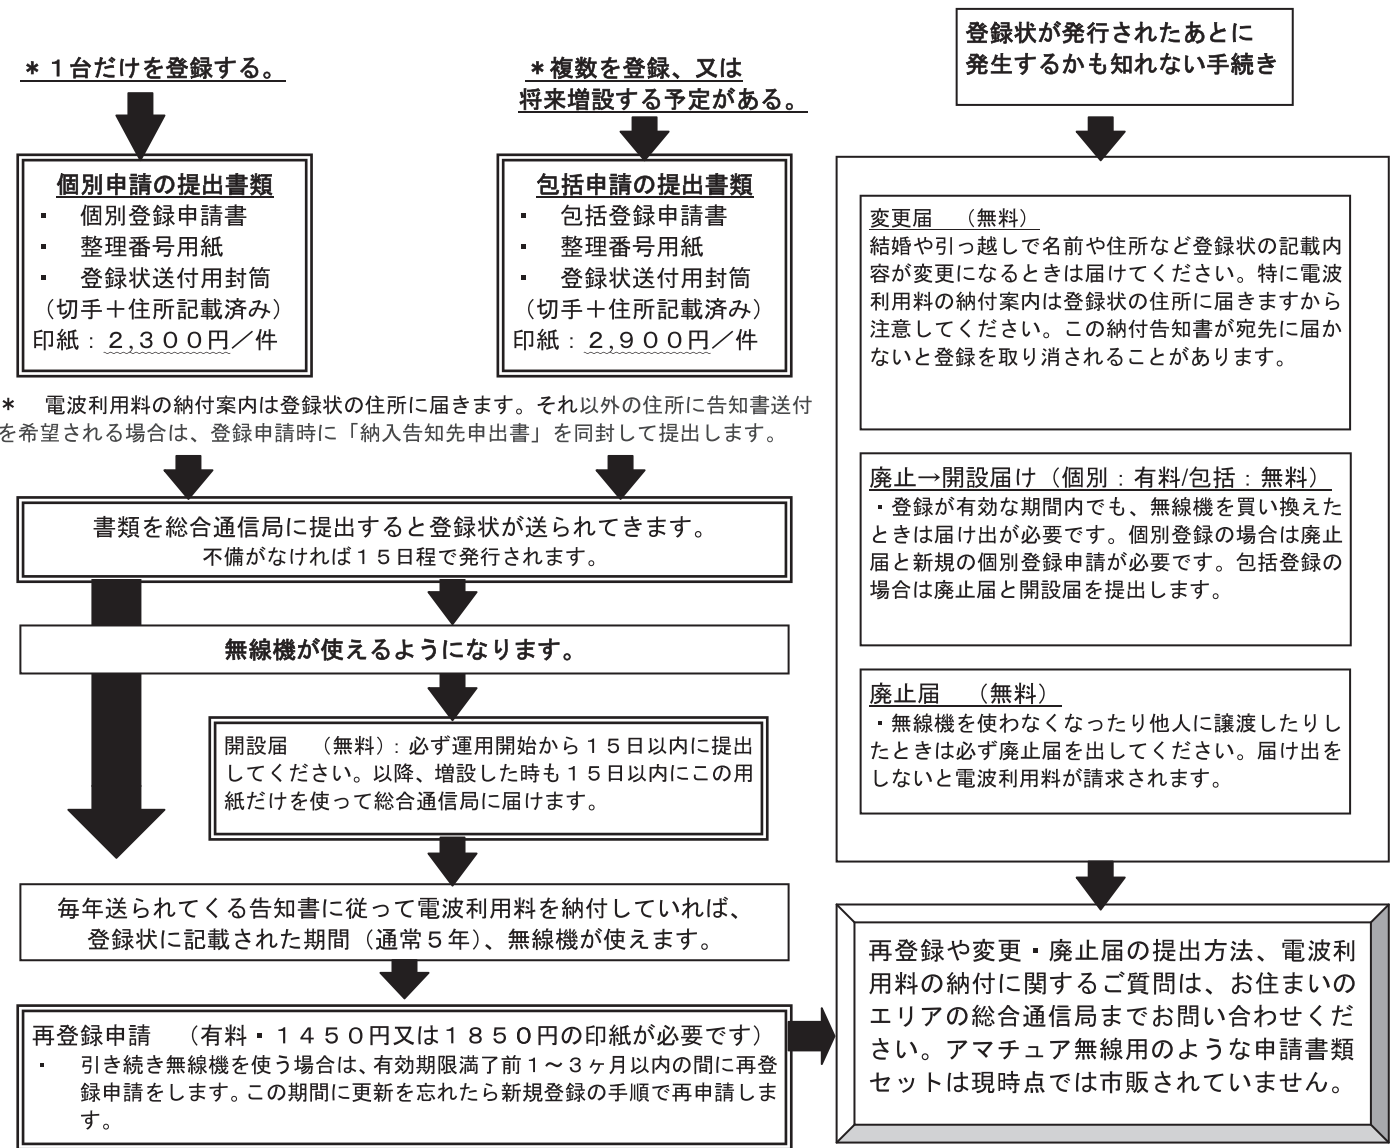 ＊１台だけを登録する。
＊複数を登録、又は
将来増設する予定がある。
個別申請の提出書類
・ 個別登録申請書
・ 整理番号用紙
・ 登録状送付用封筒
（切手＋住所記載済み）
印紙：２,３００円／件
包括申請の提出書類
・ 包括登録申請書
・ 整理番号用紙
・ 登録状送付用封筒
（切手＋住所記載済み）
印紙：２,９００円／件
＊ 電波利用料の納付案内は登録状の住所に届きます。それ以外の住所に告知書送付
を希望される場合は、登録申請時に「納入告知先申出書」を同封して提出します。
書類を総合通信局に提出すると登録状が送られてきます。
不備がなければ１５日程で発行されます。
無線機が使えるようになります。
開設届 （無料）：必ず運用開始から１５日以内に提出
してください。以降、増設した時も１５日以内にこの用
紙だけを使って総合通信局に届けます。
毎年送られてくる告知書に従って電波利用料を納付していれば、
登録状に記載された期間（通常５年）、無線機が使えます。
再登録申請 （有料・１４５０円又は１８５０円の印紙が必要です）
・ 引き続き無線機を使う場合は、有効期限満了前１～３ヶ月以内の間に再登
録申請をします。この期間に更新を忘れたら新規登録の手順で再申請しま
す。
登録状が発行されたあとに
発生するかも知れない手続き
変更届 （無料）
結婚や引っ越しで名前や住所など登録状の記載内
容が変更になるときは届けてください。特に電波
利用料の納付案内は登録状の住所に届きますから
注意してください。この納付告知書が宛先に届か
ないと登録を取り消されることがあります。
廃止→開設届け（個別：有料/包括：無料）
・登録が有効な期間内でも、無線機を買い換えた
ときは届け出が必要です。個別登録の場合は廃止
届と新規の個別登録申請が必要です。包括登録の
場合は廃止届と開設届を提出します。
廃止届 （無料）
・無線機を使わなくなったり他人に譲渡したりし
たときは必ず廃止届を出してください。届け出を
しないと電波利用料が請求されます。
再登録や変更・廃止届の提出方法、電波利
用料の納付に関するご質問は、お住まいの
エリアの総合通信局までお問い合わせくだ
さい。アマチュア無線用のような申請書類
セットは現時点では市販されていません。